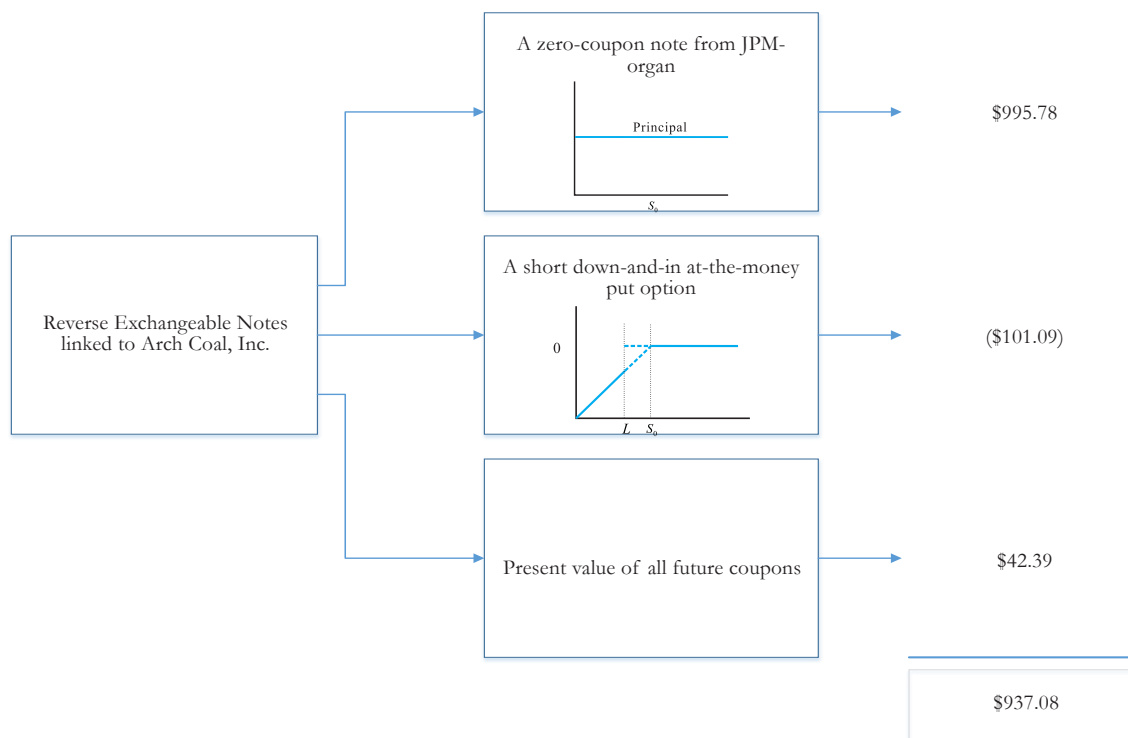 A zero-coupon note from JPM-
organ
Principal
S₀
$995.78
Reverse Exchangeable Notes
linked to Arch Coal, Inc.
A short down-and-in at-the-money
put option
0
L S₀
($101.09)
Present value of all future coupons
$42.39
$937.08